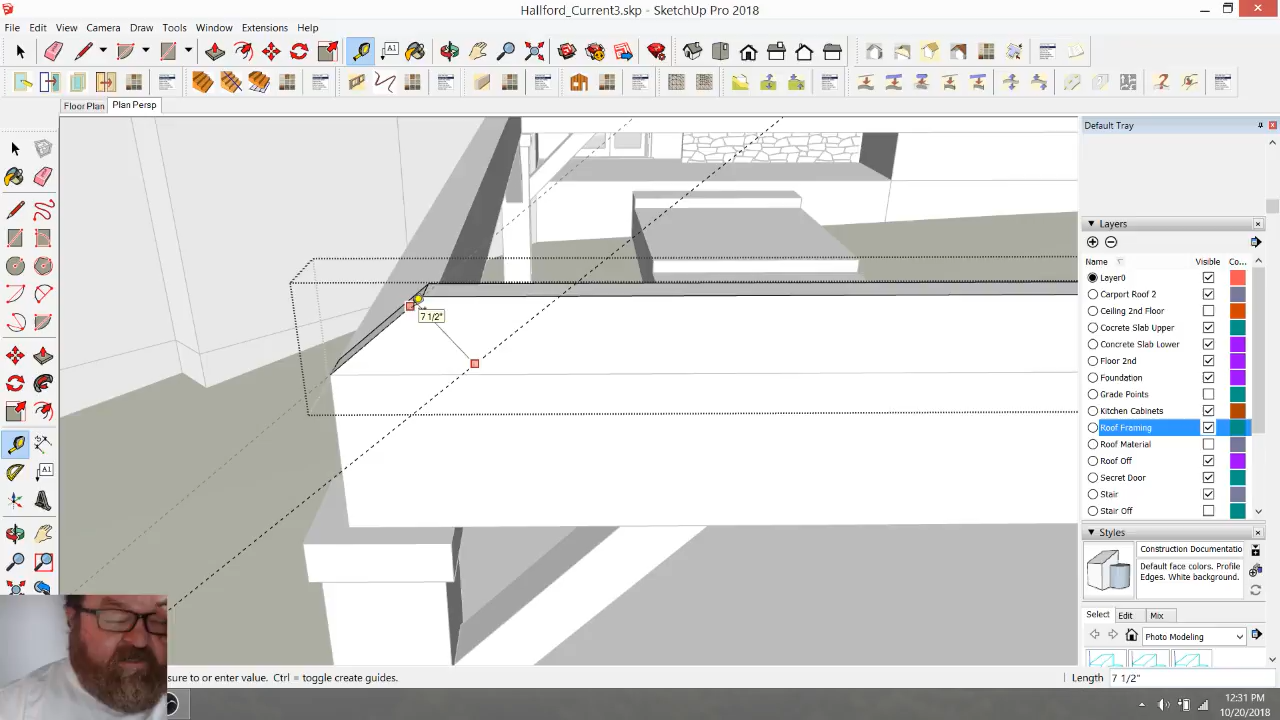 Hallford_Current3.skp - SketchUp Pro 2018
File Edit View Camera Draw Tools Window Extensions Help
Floor Plan Plan Persp
Default Tray
Layers
Name Visible Co...
Layer0
Carport Roof 2
Ceiling 2nd Floor
Cocrete Slab Upper
Concrete Slab Lower
Floor 2nd
Foundation
Grade Points
Kitchen Cabinets
Roof Framing
Roof Material
Roof Off
Secret Door
Stair
Stair Off
Styles
Construction Documentatio
Default face colors. Profile
Edges. White background.
Select Edit Mix
Photo Modeling
7 1/2"
sure to or enter value. Ctrl = toggle create guides.
Length 7 1/2"
12:31 PM
10/20/2018